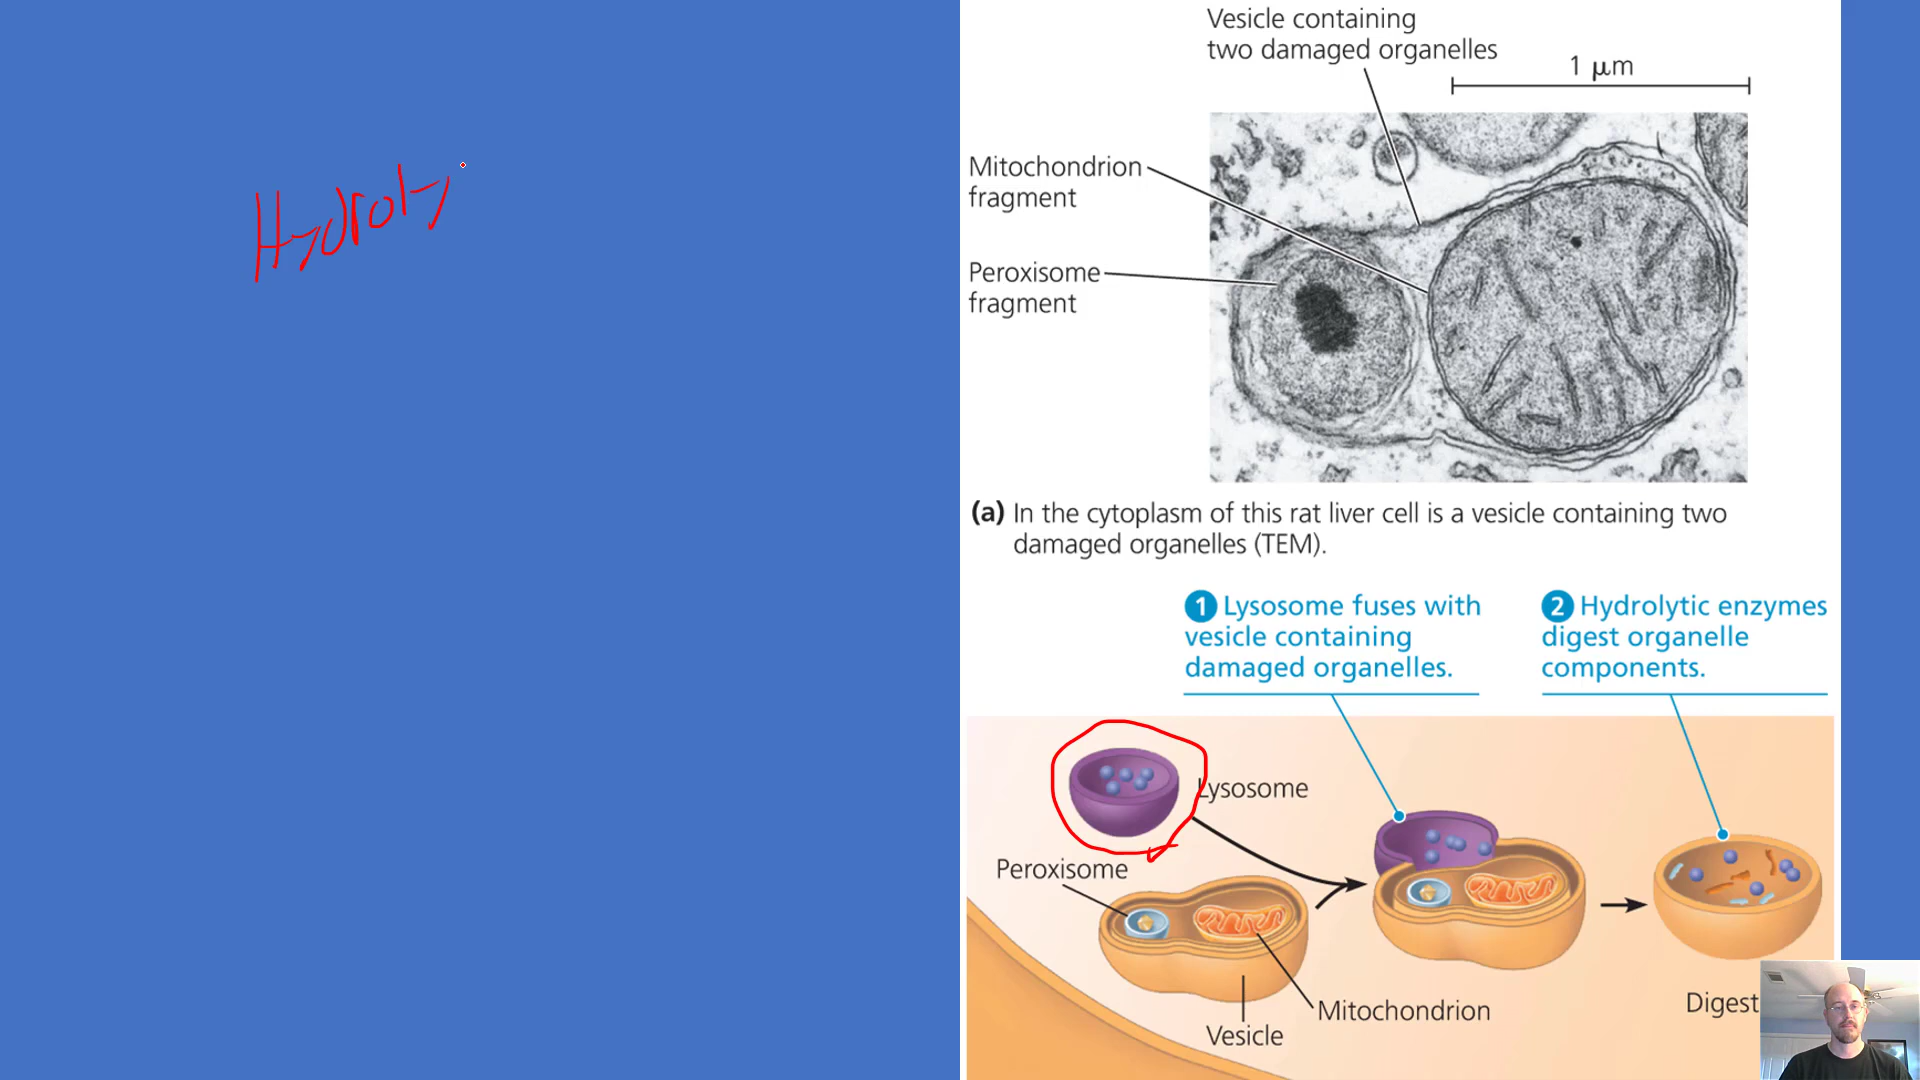 Hydroly
Vesicle containing
two damaged organelles
1 μm
Mitochondrion
fragment
Peroxisome
fragment
(a) In the cytoplasm of this rat liver cell is a vesicle containing two
damaged organelles (TEM).
1 Lysosome fuses with
vesicle containing
damaged organelles.
2 Hydrolytic enzymes
digest organelle
components.
Lysosome
Peroxisome
Vesicle
Mitochondrion
Digest